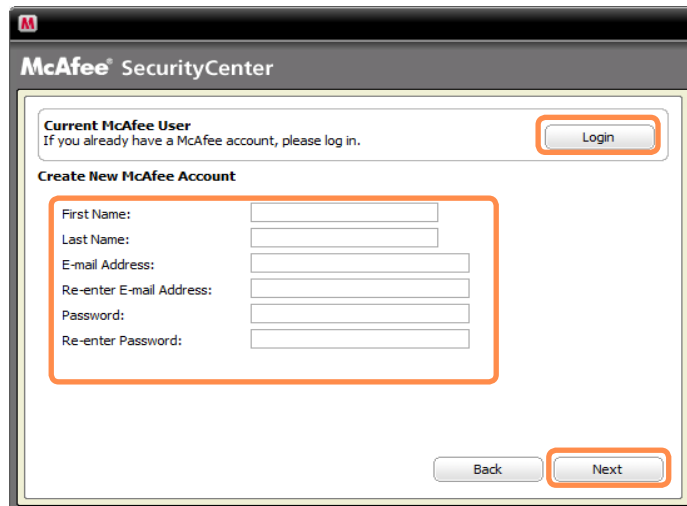 M
McAfee® SecurityCenter
Current McAfee User
If you already have a McAfee account, please log in.
Login
Create New McAfee Account
First Name:
Last Name:
E-mail Address:
Re-enter E-mail Address:
Password:
Re-enter Password:
Back
Next